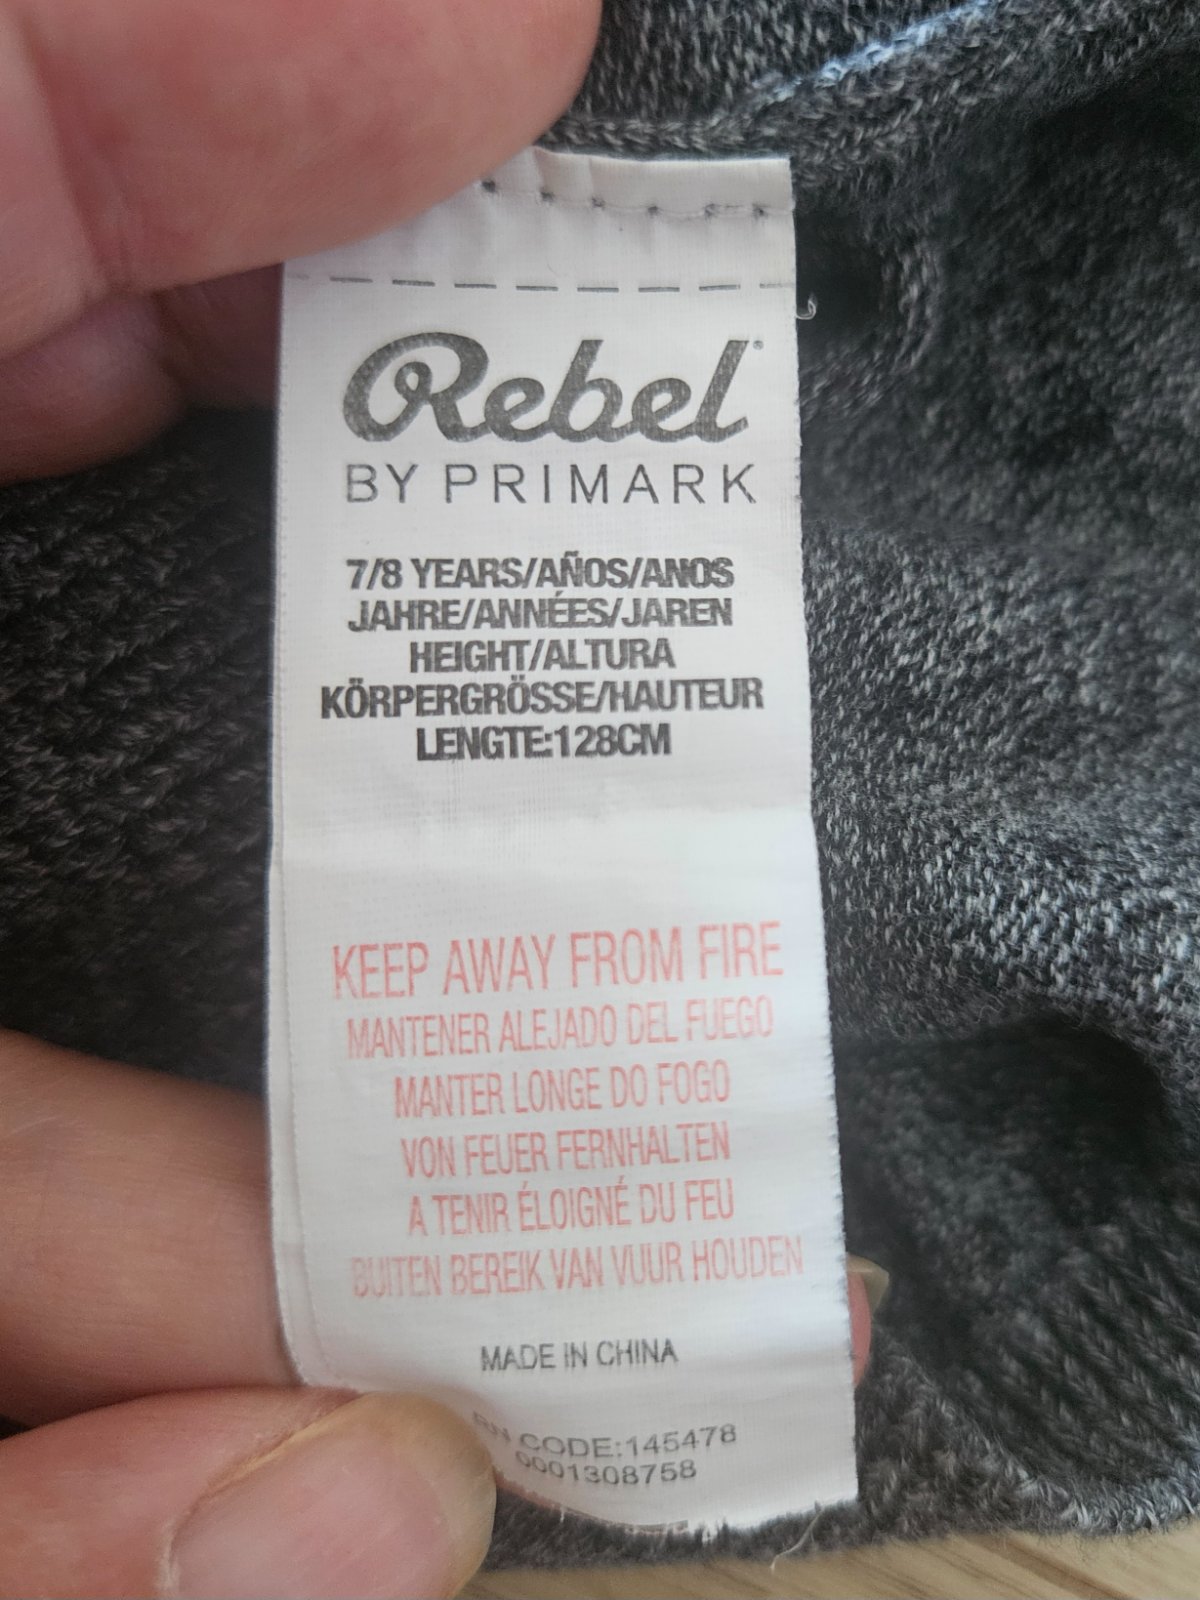 Rebel
BY PRIMARK
7/8 YEARS/AÑOS/ANOS
JAHRE/ANNÉES/JAREN
HEIGHT/ALTURA
KÖRPERGRÖSSE/HAUTEUR
LENGTE:128CM
KEEP AWAY FROM FIRE
MANTENER ALEJADO DEL FUEGO
MANTER LONGE DO FOGO
VON FEUER FERNHALTEN
A TENIR ÉLOIGNÉ DU FEU
BUITEN BEREIK VAN VUUR HOUDEN
MADE IN CHINA
RN CODE:145478
0001308758